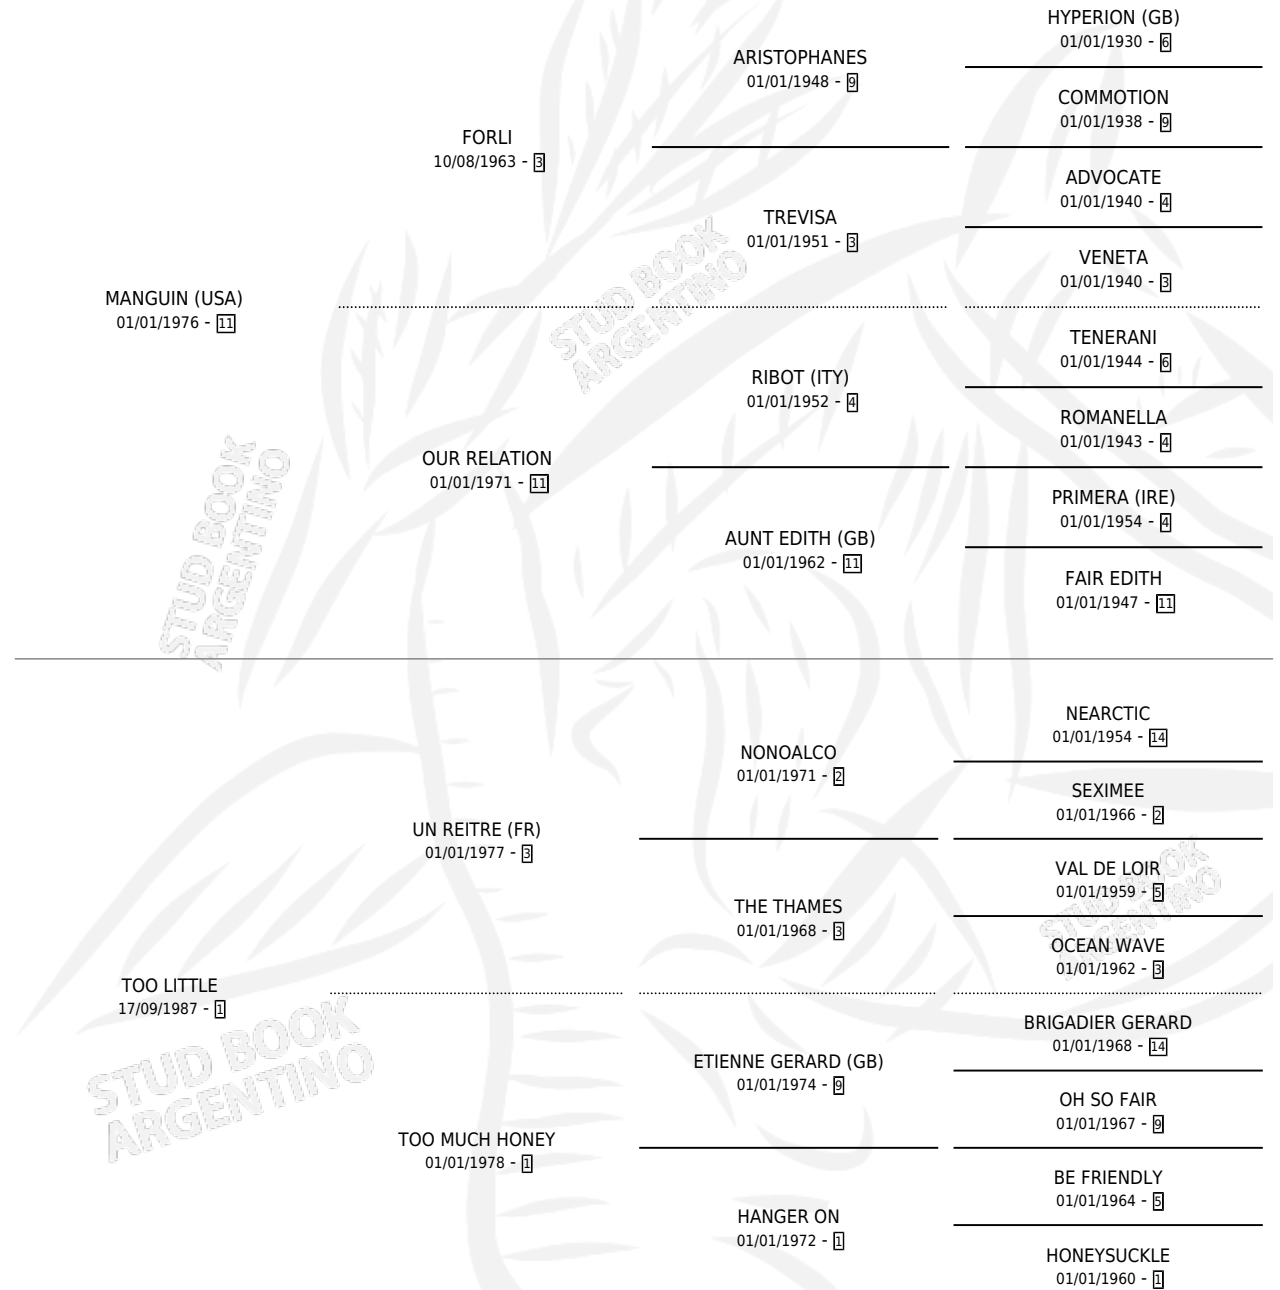 HYPERION (GB)
01/01/1930 - 6
ARISTOPHANES
01/01/1948 - 9
COMMOTION
01/01/1938 - 9
FORLI
10/08/1963 - 3
ADVOCATE
01/01/1940 - 4
TREVISA
01/01/1951 - 3
VENETA
01/01/1940 - 3
MANGUIN (USA)
01/01/1976 - 11
TENERANI
01/01/1944 - 6
RIBOT (ITY)
01/01/1952 - 4
ROMANELLA
01/01/1943 - 4
OUR RELATION
01/01/1971 - 11
PRIMERA (IRE)
01/01/1954 - 4
AUNT EDITH (GB)
01/01/1962 - 11
FAIR EDITH
01/01/1947 - 11
STUD BOOK
ARGENTINO
STUD BOOK
ARGENTINO
NEARCTIC
01/01/1954 - 14
NONOALCO
01/01/1971 - 2
SEXIMEE
01/01/1966 - 2
UN REITRE (FR)
01/01/1977 - 3
VAL DE LOIR
01/01/1959 - 5
THE THAMES
01/01/1968 - 3
OCEAN WAVE
01/01/1962 - 3
TOO LITTLE
17/09/1987 - 1
BRIGADIER GERARD
01/01/1968 - 14
ETIENNE GERARD (GB)
01/01/1974 - 9
OH SO FAIR
01/01/1967 - 9
TOO MUCH HONEY
01/01/1978 - 1
BE FRIENDLY
01/01/1964 - 5
HANGER ON
01/01/1972 - 1
HONEYSUCKLE
01/01/1960 - 1
STUD BOOK
ARGENTINO
STUD BOOK
ARGENTINO